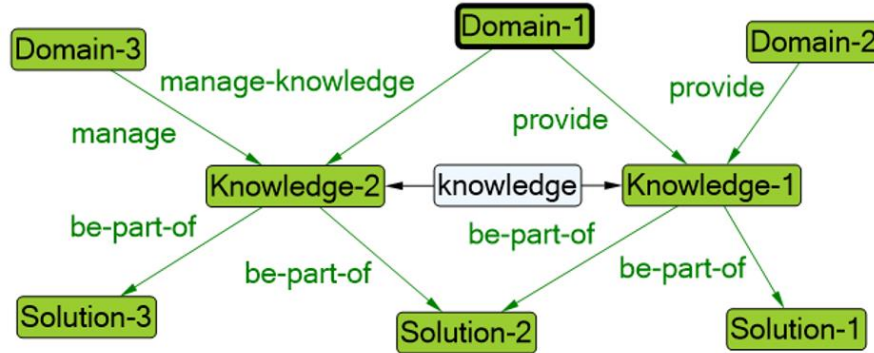 Domain-3
Domain-1
Domain-2
manage-knowledge
provide
manage
provide
Knowledge-2
knowledge
Knowledge-1
be-part-of
be-part-of
be-part-of
be-part-of
Solution-3
Solution-2
Solution-1